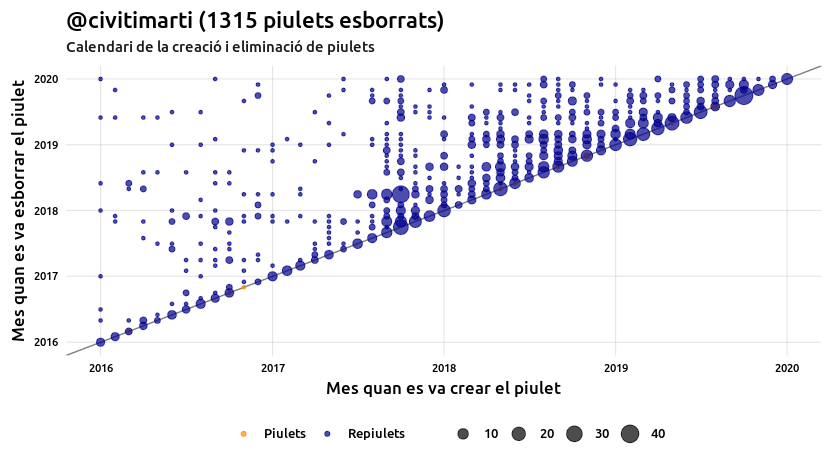 @civitimarti (1315 piulets esborrats)
Calendari de la creació i eliminació de piulets
Mes quan es va esborrar el piulet
2020
2019
2018
2017
2016
2016 2017 2018 2019 2020
Mes quan es va crear el piulet
Piulets Repiulets 10 20 30 40